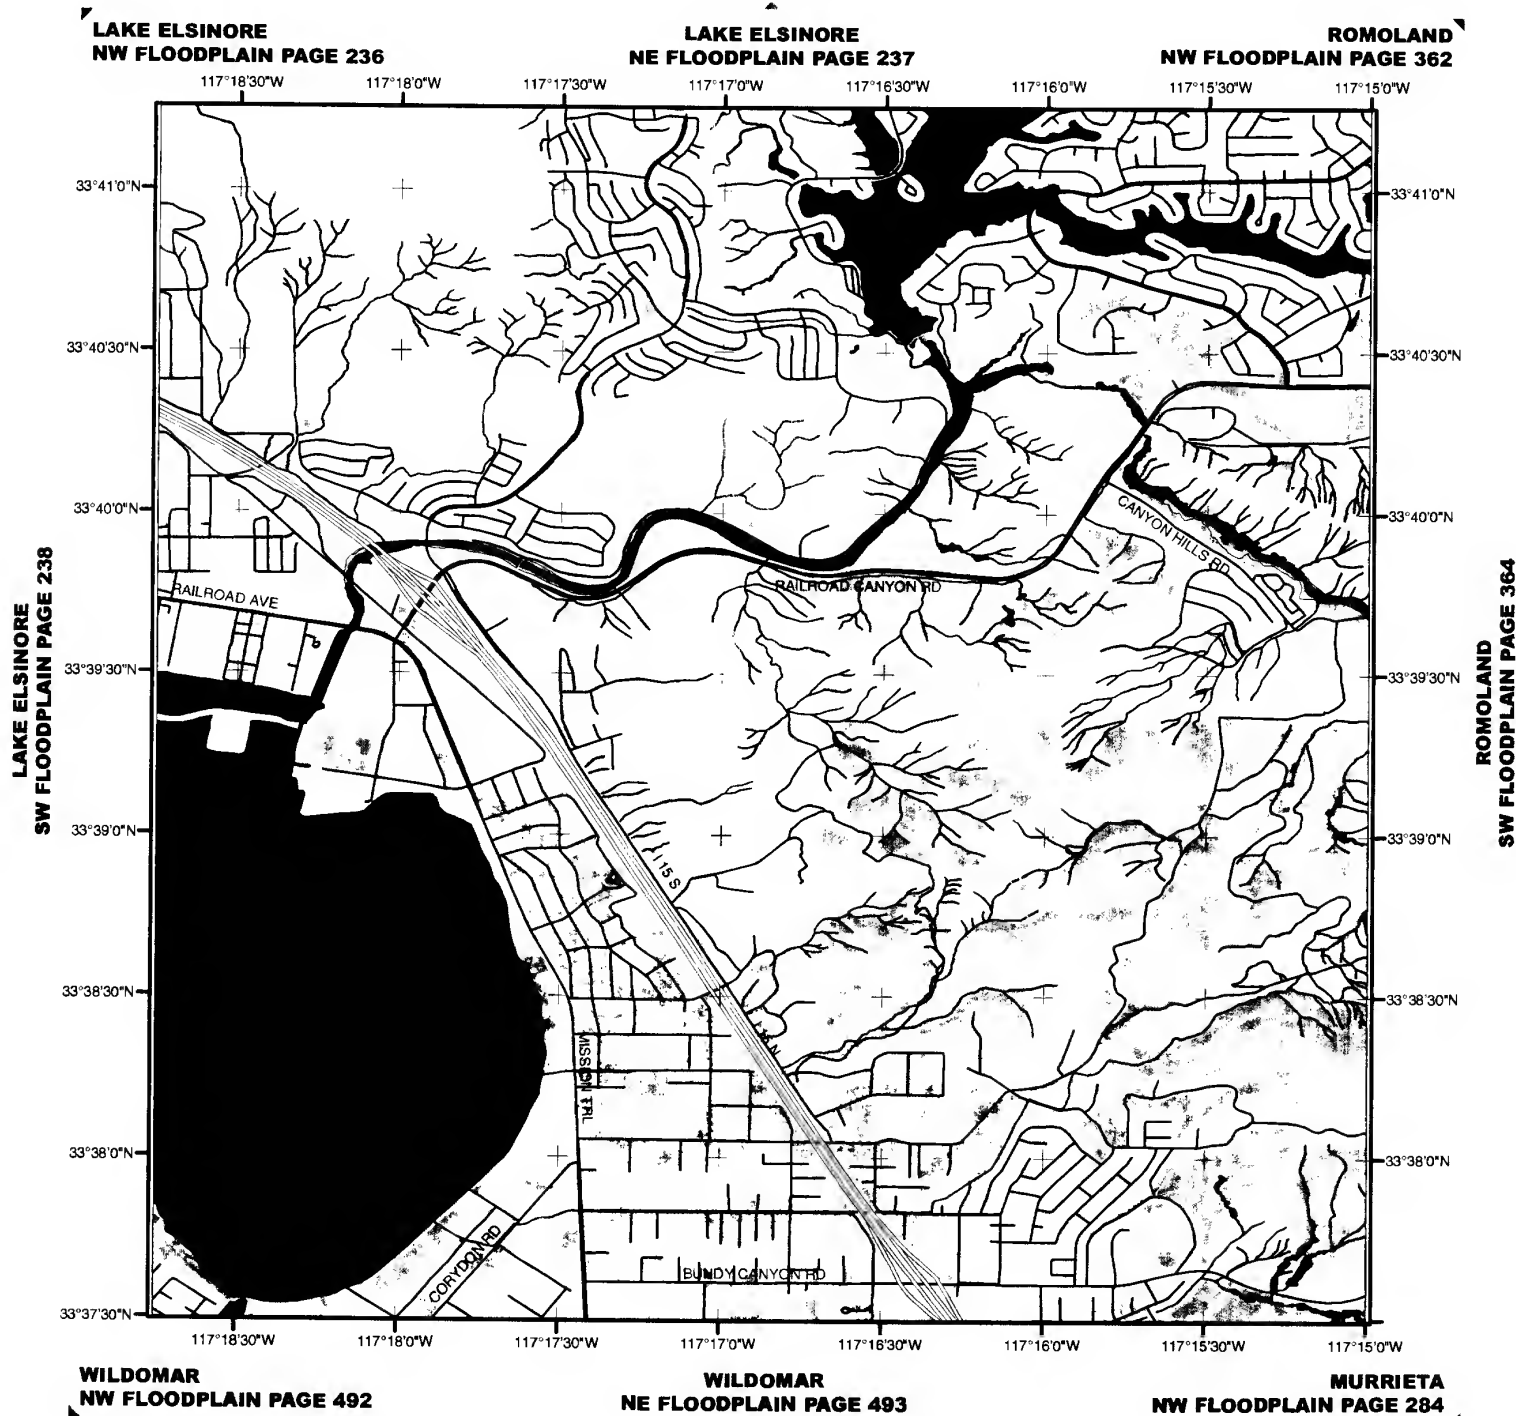 LAKE ELSINORE
NW FLOODPLAIN PAGE 236
LAKE ELSINORE
NE FLOODPLAIN PAGE 237
ROMOLAND
NW FLOODPLAIN PAGE 362
117°18'30"W
117°18'0"W
117°17'30"W
117°17'0"W
117°16'30"W
117°16'0"W
117°15'30"W
117°15'0"W
33°41'0"N
33°41'0"N
33°40'30"N
33°40'30"N
33°40'0"N
33°40'0"N
CANYON HILLS RD
RAILROAD CANYON RD
RAILROAD AVE
LAKE ELSINORE
SW FLOODPLAIN PAGE 238
ROMOLAND
SW FLOODPLAIN PAGE 364
33°39'30"N
33°39'30"N
33°39'0"N
33°39'0"N
I 15 S
33°38'30"N
33°38'30"N
MISSION TRL
33°38'0"N
33°38'0"N
CORYDON RD
BUNDY CANYON RD
33°37'30"N
117°18'30"W
117°18'0"W
117°17'30"W
117°17'0"W
117°16'30"W
117°16'0"W
117°15'30"W
117°15'0"W
WILDOMAR
NW FLOODPLAIN PAGE 492
WILDOMAR
NE FLOODPLAIN PAGE 493
MURRIETA
NW FLOODPLAIN PAGE 284